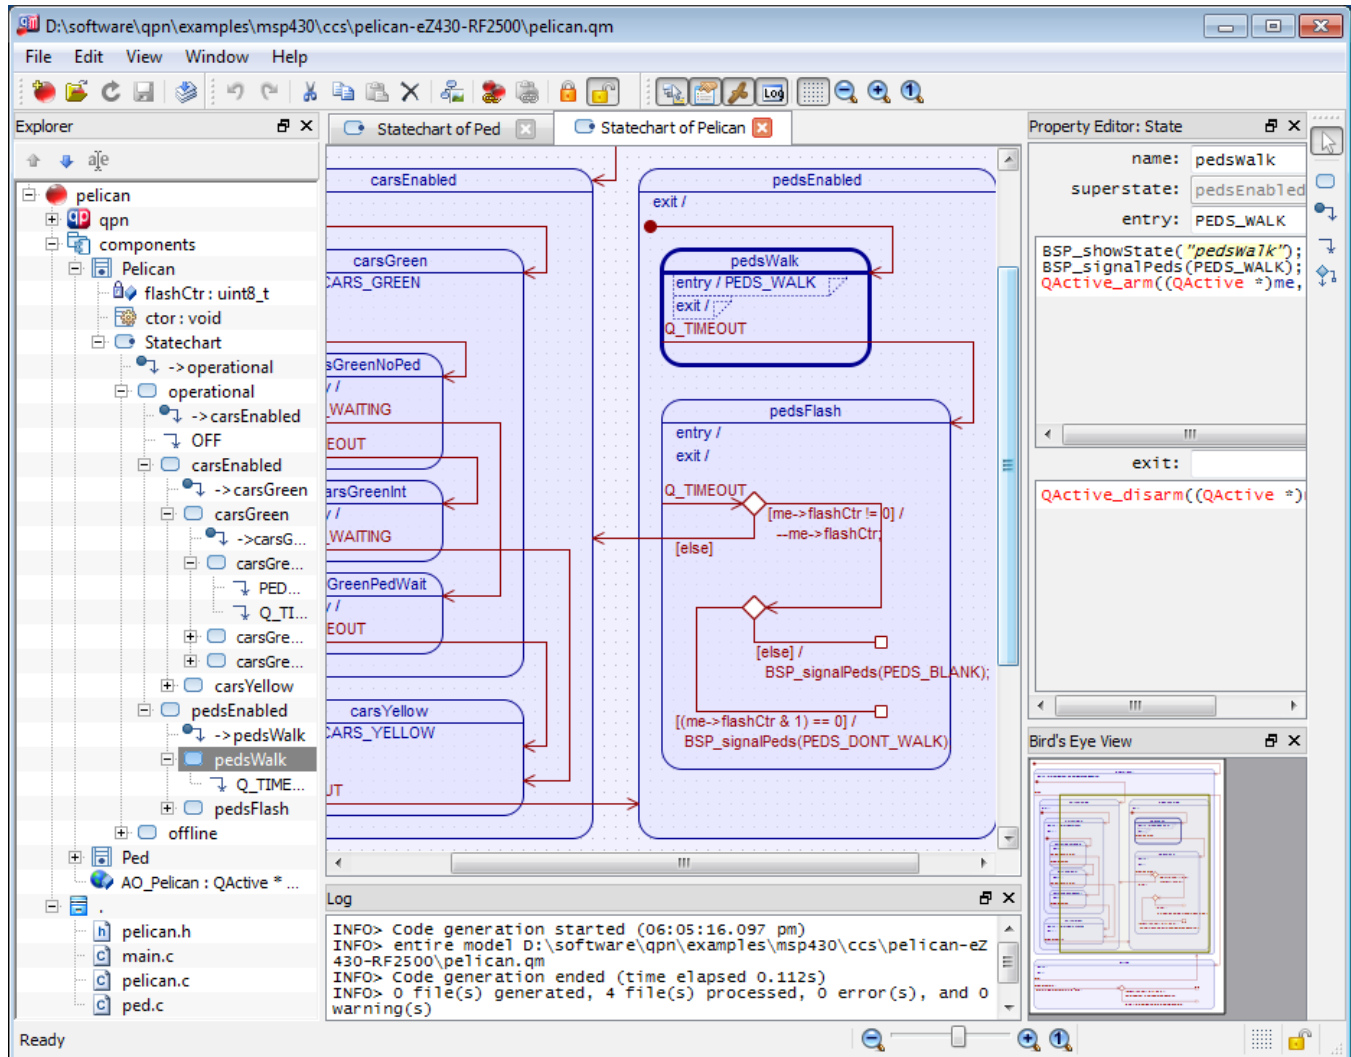 D:\software\qpn\examples\msp430\ccs\pelican-eZ430-RF2500\pelican.qm
File Edit View Window Help
Log
Explorer
Statechart of Ped
Statechart of Pelican
Property Editor: State
pelican
qpn
components
Pelican
flashCtr : uint8_t
ctor : void
Statechart
->operational
operational
->carsEnabled
OFF
carsEnabled
->carsGreen
carsGreen
->carsG...
carsGre...
PED...
Q_TI...
carsGre...
carsGre...
carsYellow
pedsEnabled
->pedsWalk
pedsWalk
Q_TIME...
pedsFlash
offline
Ped
AO_Pelican : QActive * ...
.
pelican.h
main.c
pelican.c
ped.c
carsEnabled
carsGreen
CARS_GREEN
sGreenNoPed
y /
_WAITING
EOUT
arsGreenInt
y /
_WAITING
GreenPedWait
y /
EOUT
carsYellow
CARS_YELLOW
UT
pedsEnabled
exit /
pedsWalk
entry / PEDS_WALK
exit /
Q_TIMEOUT
pedsFlash
entry /
exit /
Q_TIMEOUT
[me->flashCtr != 0] /
--me->flashCtr;
[else]
[else] /
BSP_signalPeds(PEDS_BLANK);
[(me->flashCtr & 1) == 0] /
BSP_signalPeds(PEDS_DONT_WALK)
name: pedsWalk
superstate: pedsEnabled
entry: PEDS_WALK
BSP_showState("pedsWalk");
BSP_signalPeds(PEDS_WALK);
QActive_arm((QActive *)me,
exit:
QActive_disarm((QActive *)
Bird's Eye View
Log
INFO> Code generation started (06:05:16.097 pm)
INFO> entire model D:\software\qpn\examples\msp430\ccs\pelican-eZ
430-RF2500\pelican.qm
INFO> Code generation ended (time elapsed 0.112s)
INFO> 0 file(s) generated, 4 file(s) processed, 0 error(s), and 0
warning(s)
Ready